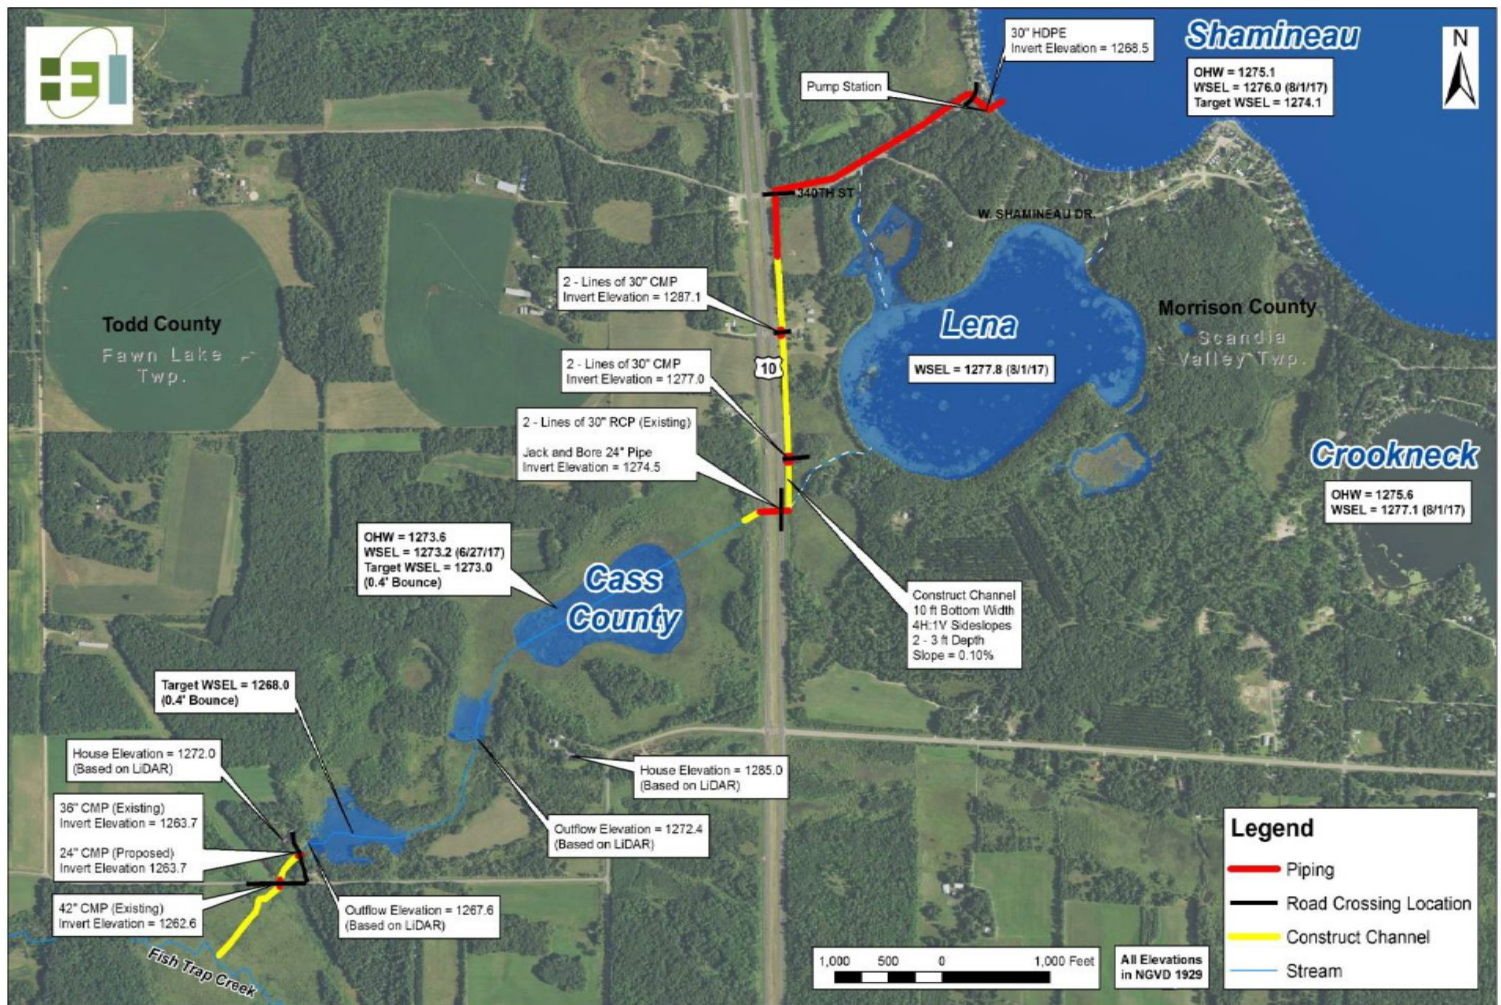 30" HDPE
Invert Elevation = 1268.5
Shamineau
N
OHW = 1275.1
WSEL = 1276.0 (8/1/17)
Target WSEL = 1274.1
Pump Station
340TH ST
W. SHAMINEAU DR.
2 - Lines of 30" CMP
Invert Elevation = 1287.1
Todd County
Fawn Lake
Twp.
Lena
Morrison County
Scandia
Valley Twp.
WSEL = 1277.8 (8/1/17)
10
2 - Lines of 30" CMP
Invert Elevation = 1277.0
2 - Lines of 30" RCP (Existing)
Jack and Bore 24" Pipe
Invert Elevation = 1274.5
Crookneck
OHW = 1275.6
WSEL = 1277.1 (8/1/17)
OHW = 1273.6
WSEL = 1273.2 (6/27/17)
Target WSEL = 1273.0
(0.4' Bounce)
Cass
County
Construct Channel
10 ft Bottom Width
4H:1V Sideslopes
2 - 3 ft Depth
Slope = 0.10%
Target WSEL = 1268.0
(0.4' Bounce)
House Elevation = 1272.0
(Based on LiDAR)
House Elevation = 1285.0
(Based on LiDAR)
36" CMP (Existing)
Invert Elevation = 1263.7
24" CMP (Proposed)
Invert Elevation 1263.7
Outflow Elevation = 1272.4
(Based on LiDAR)
42" CMP (Existing)
Invert Elevation = 1262.6
Outflow Elevation = 1267.6
(Based on LiDAR)
Fish Trap Creek
Legend
Piping
Road Crossing Location
Construct Channel
Stream
1,000 500 0 1,000 Feet
All Elevations
in NGVD 1929